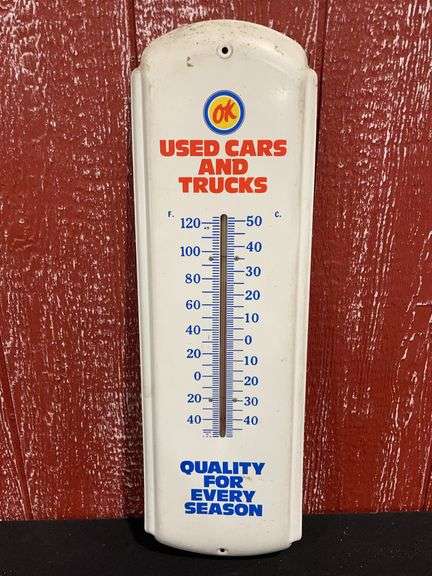 OK
USED CARS
AND
TRUCKS
F. C.
120 50
100 40
80 30
60 20
40 10
20 0
0 10
20 20
40 30
40
QUALITY
FOR
EVERY
SEASON